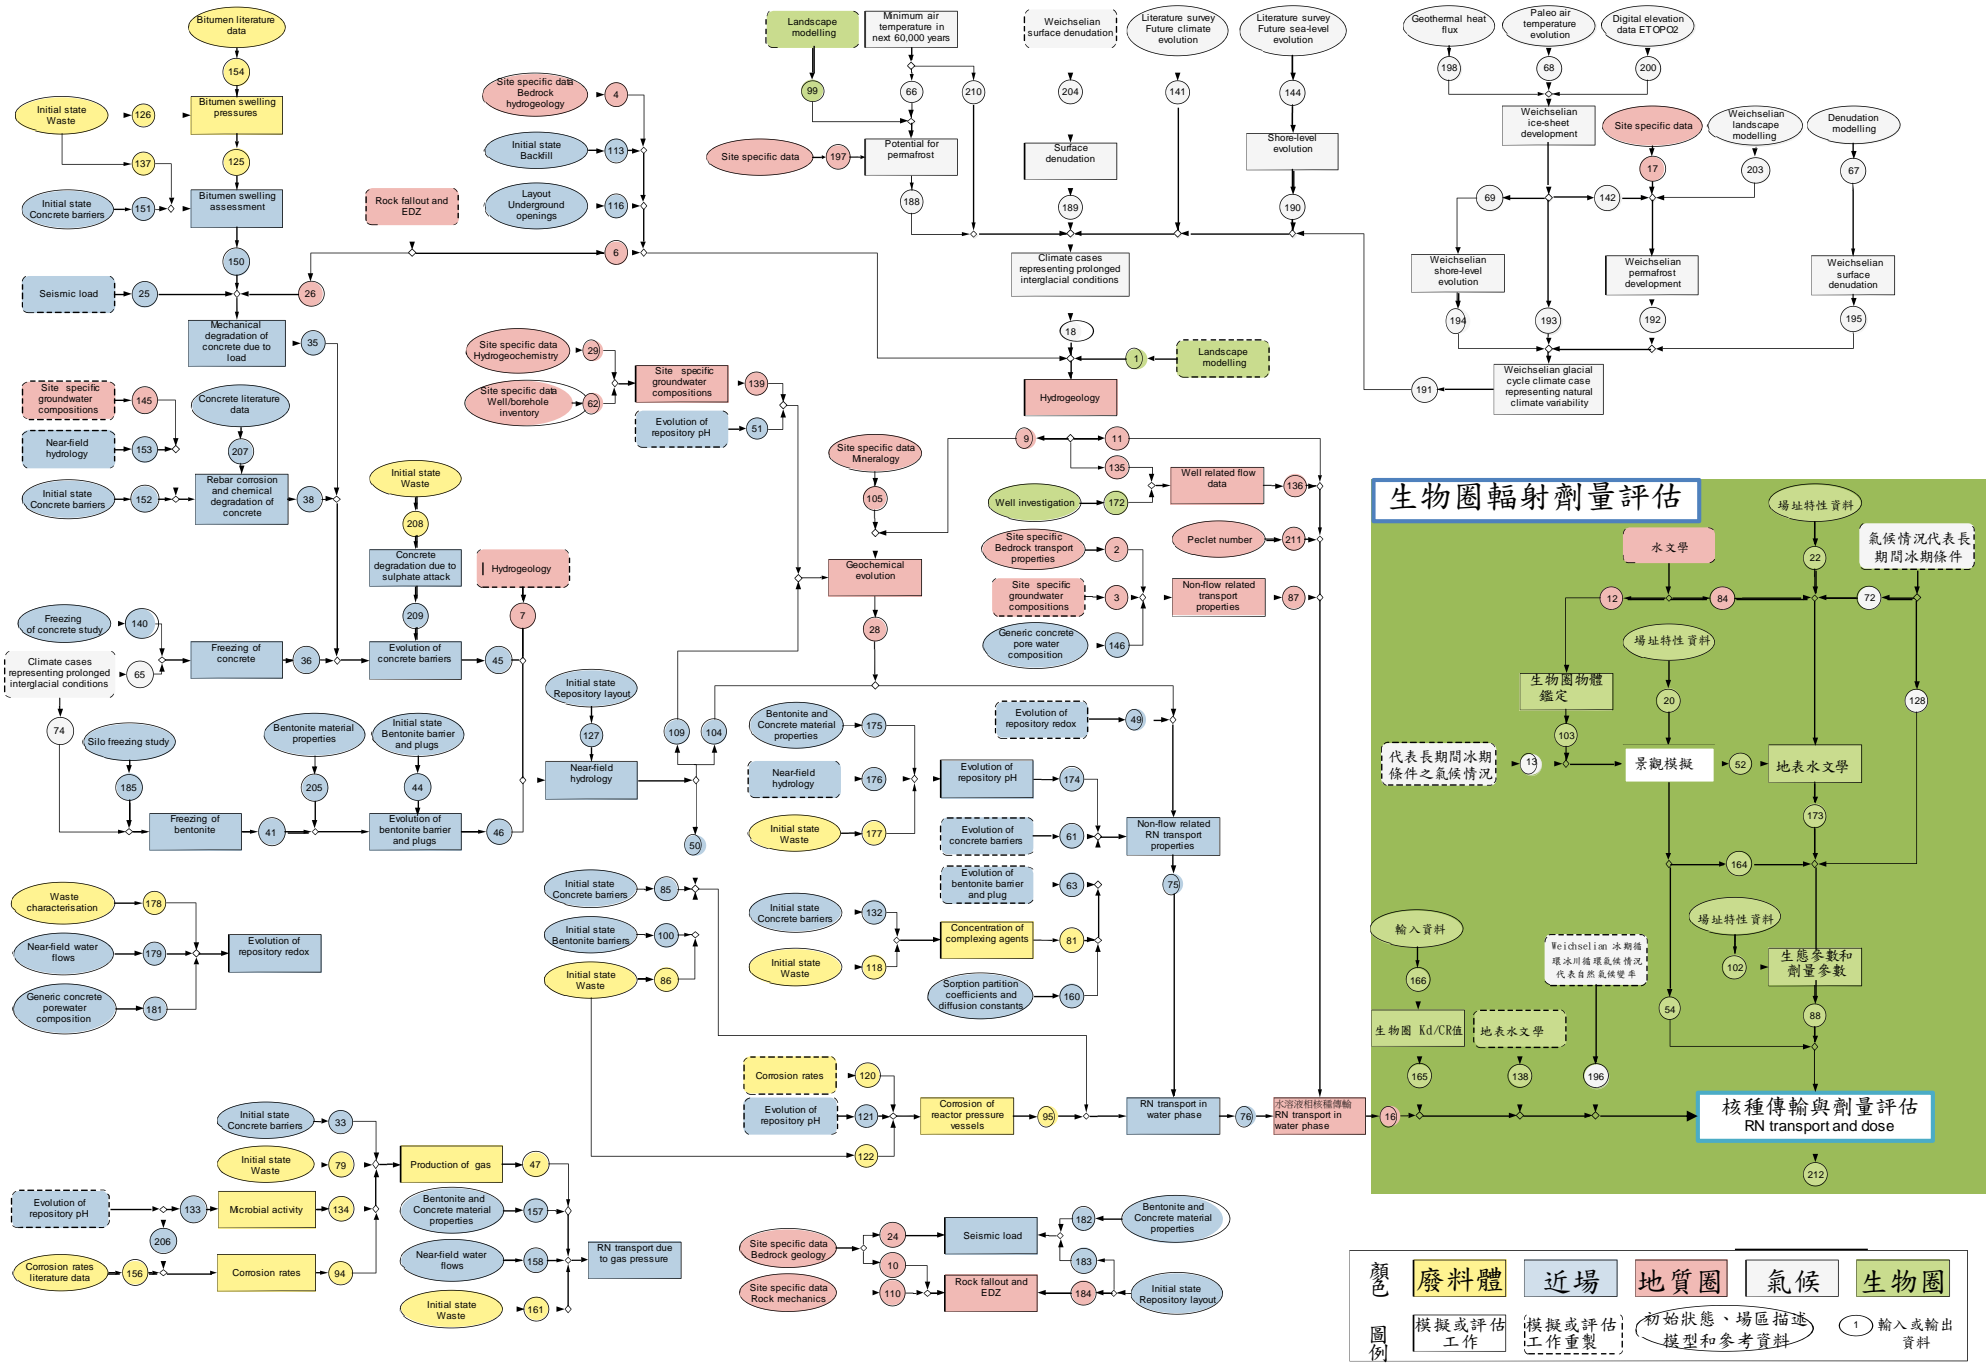 Bitumen literature
data
154
Initial state
Waste
126
Bitumen swelling
pressures
137
125
Initial state
Concrete barriers
151
Bitumen swelling
assessment
150
Seismic load
25
26
Mechanical
degradation of
concrete due to
load
35
Site specific
groundwater
compositions
145
Concrete literature
data
Near-field
hydrology
153
207
Initial state
Concrete barriers
152
Rebar corrosion
and chemical
degradation of
concrete
38
Initial state
Waste
208
Concrete
degradation due to
sulphate attack
209
Hydrogeology
7
Freezing
of concrete study
140
Climate cases
representing prolonged
interglacial conditions
65
Freezing of
concrete
36
Evolution of
concrete barriers
45
74
Silo freezing study
185
Bentonite material
properties
205
Initial state
Bentonite barrier
and plugs
44
Freezing of
bentonite
41
Evolution of
bentonite barrier
and plugs
46
Rock fallout and
EDZ
6
Site specific data
Bedrock
hydrogeology
4
Initial state
Backfill
113
Layout
Underground
openings
116
Site specific data
Hydrogeochemistry
29
Site specific data
Well/borehole
inventory
62
Site specific
groundwater
compositions
139
Evolution of
repository pH
51
Initial state
Repository layout
127
Near-field
hydrology
109
104
50
Landscape
modelling
99
Minimum air
temperature in
next 60,000 years
66
210
Site specific data
197
Potential for
permafrost
188
Weichselian
surface denudation
204
Surface
denudation
189
Literature survey
Future climate
evolution
141
Literature survey
Future sea-level
evolution
144
Shore-level
evolution
190
Climate cases
representing prolonged
interglacial conditions
18
1
Landscape
modelling
Hydrogeology
9
11
Site specific data
Mineralogy
105
135
Well investigation
172
Well related flow
data
136
Site specific
Bedrock transport
properties
2
Peclet number
211
Geochemical
evolution
28
Site specific
groundwater
compositions
3
Non-flow related
transport
properties
87
Generic concrete
pore water
composition
146
Geothermal heat
flux
198
Paleo air
temperature
evolution
68
Digital elevation
data ETOPO2
200
Weichselian
ice-sheet
development
Site specific data
17
Weichselian
landscape
modelling
203
Denudation
modelling
67
69
142
Weichselian
shore-level
evolution
194
193
Weichselian
permafrost
development
192
Weichselian
surface
denudation
195
191
Weichselian glacial
cycle climate case
representing natural
climate variability
Bentonite and
Concrete material
properties
175
Evolution of
repository redox
49
Near-field
hydrology
176
Evolution of
repository pH
174
Initial state
Waste
177
Evolution of
concrete barriers
61
Non-flow related
RN transport
properties
Evolution of
bentonite barrier
and plug
63
75
Initial state
Concrete barriers
132
Concentration of
complexing agents
81
Initial state
Waste
118
Sorption partition
coefficients and
diffusion constants
160
Initial state
Concrete barriers
85
Initial state
Bentonite barriers
100
Initial state
Waste
86
Waste
characterisation
178
Near-field water
flows
179
Evolution of
repository redox
Generic concrete
porewater
composition
181
Corrosion rates
120
Evolution of
repository pH
121
Corrosion of
reactor pressure
vessels
95
RN transport in
water phase
76
水溶液相核種傳輸
RN transport in
water phase
16
122
Initial state
Concrete barriers
33
Initial state
Waste
79
Production of gas
47
Evolution of
repository pH
133
Microbial activity
134
206
Corrosion rates
literature data
156
Corrosion rates
94
Bentonite and
Concrete material
properties
157
Near-field water
flows
158
RN transport due
to gas pressure
Initial state
Waste
161
Site specific data
Bedrock geology
24
10
Seismic load
182
Bentonite and
Concrete material
properties
183
Site specific data
Rock mechanics
110
Rock fallout and
EDZ
184
Initial state
Repository layout
生物圈輻射劑量評估
場址特性資料
22
水文學
氣候情況代表長
期間冰期條件
12
84
72
場址特性資料
20
生物圈物體
鑑定
103
128
代表長期間冰期
條件之氣候情況
13
景觀模擬
52
地表水文學
173
164
輸入資料
166
場址特性資料
102
Weichselian 冰期循
環冰川循環氣候情況
代表自然氣候變率
生態參數和
劑量參數
54
88
生物圈 Kd/CR值
165
地表水文學
138
196
核種傳輸與劑量評估
RN transport and dose
212
顏色
廢料體
近場
地質圈
氣候
生物圈
圖例
模擬或評估
工作
模擬或評估
工作重製
初始狀態、場區描述
模型和參考資料
1
輸入或輸出
資料